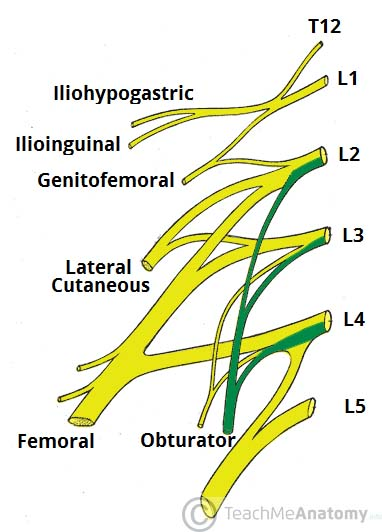 T12
L1
Iliohypogastric
Ilioinguinal
L2
Genitofemoral
L3
Lateral
Cutaneous
L4
L5
Femoral
Obturator
© TeachMeAnatomy